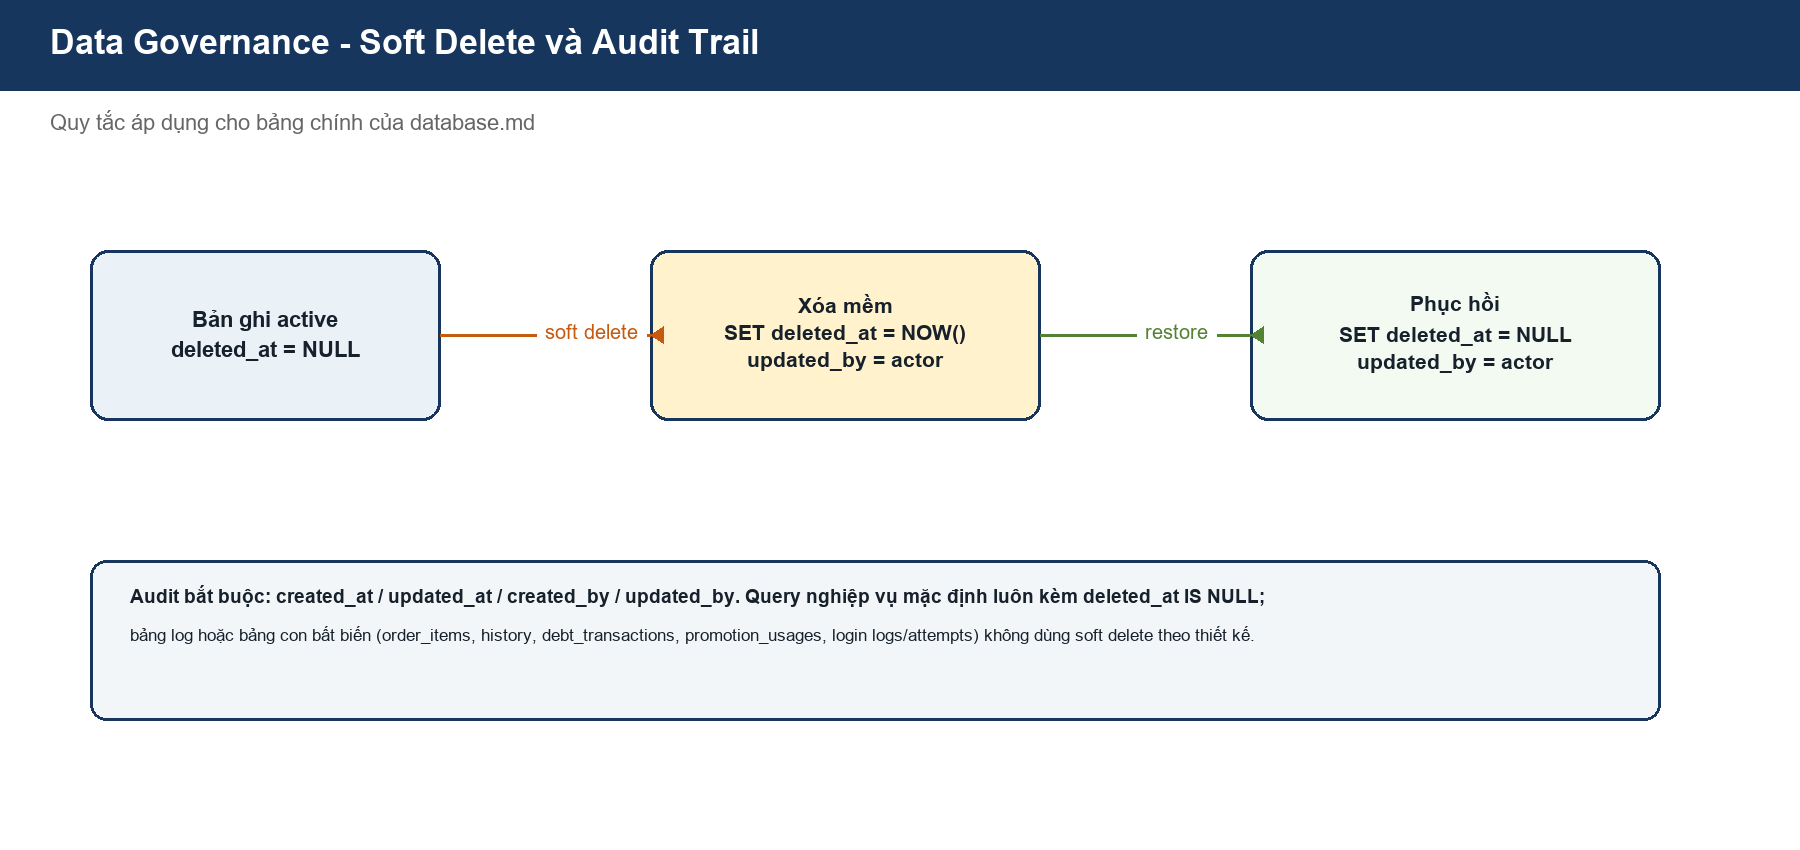 Data Governance - Soft Delete và Audit Trail
Quy tắc áp dụng cho bảng chính của database.md
Bản ghi active
deleted_at = NULL
soft delete
Xóa mềm
SET deleted_at = NOW()
updated_by = actor
restore
Phục hồi
SET deleted_at = NULL
updated_by = actor
Audit bắt buộc: created_at / updated_at / created_by / updated_by. Query nghiệp vụ mặc định luôn kèm deleted_at IS NULL;
bảng log hoặc bảng con bất biến (order_items, history, debt_transactions, promotion_usages, login logs/attempts) không dùng soft delete theo thiết kế.